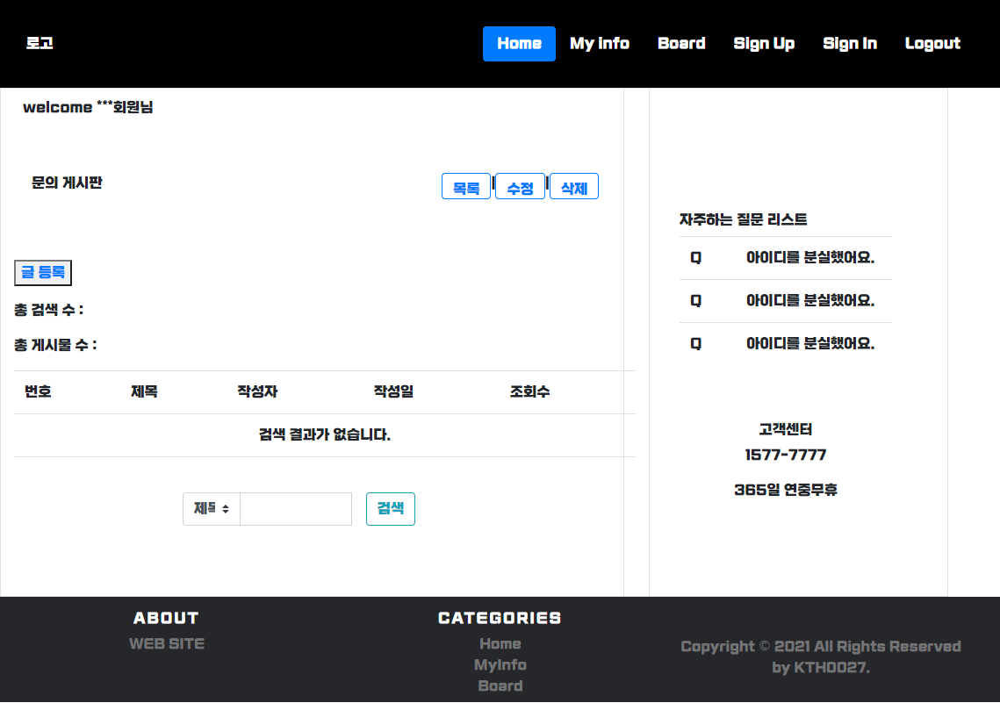 로고 Home My info Board Sign Up Sign In Logout
welcome ***회원님
문의 게시판 목록 | 수정 | 삭제
글 등록
총 검색 수 :
총 게시물 수 :
번호 제목 작성자 작성일 조회수
검색 결과가 없습니다.
제목 검색
자주하는 질문 리스트
Q 아이디를 분실했어요.
Q 아이디를 분실했어요.
Q 아이디를 분실했어요.
고객센터
1577-7777
365일 연중무휴
ABOUT
WEB SITE
CATEGORIES
Home
MyInfo
Board
Copyright © 2021 All Rights Reserved
by KTH0027.